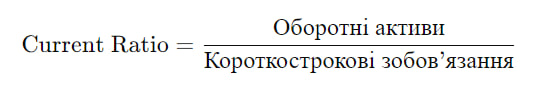 Current Ratio = Оборотні активи
Короткострокові зобов’язання